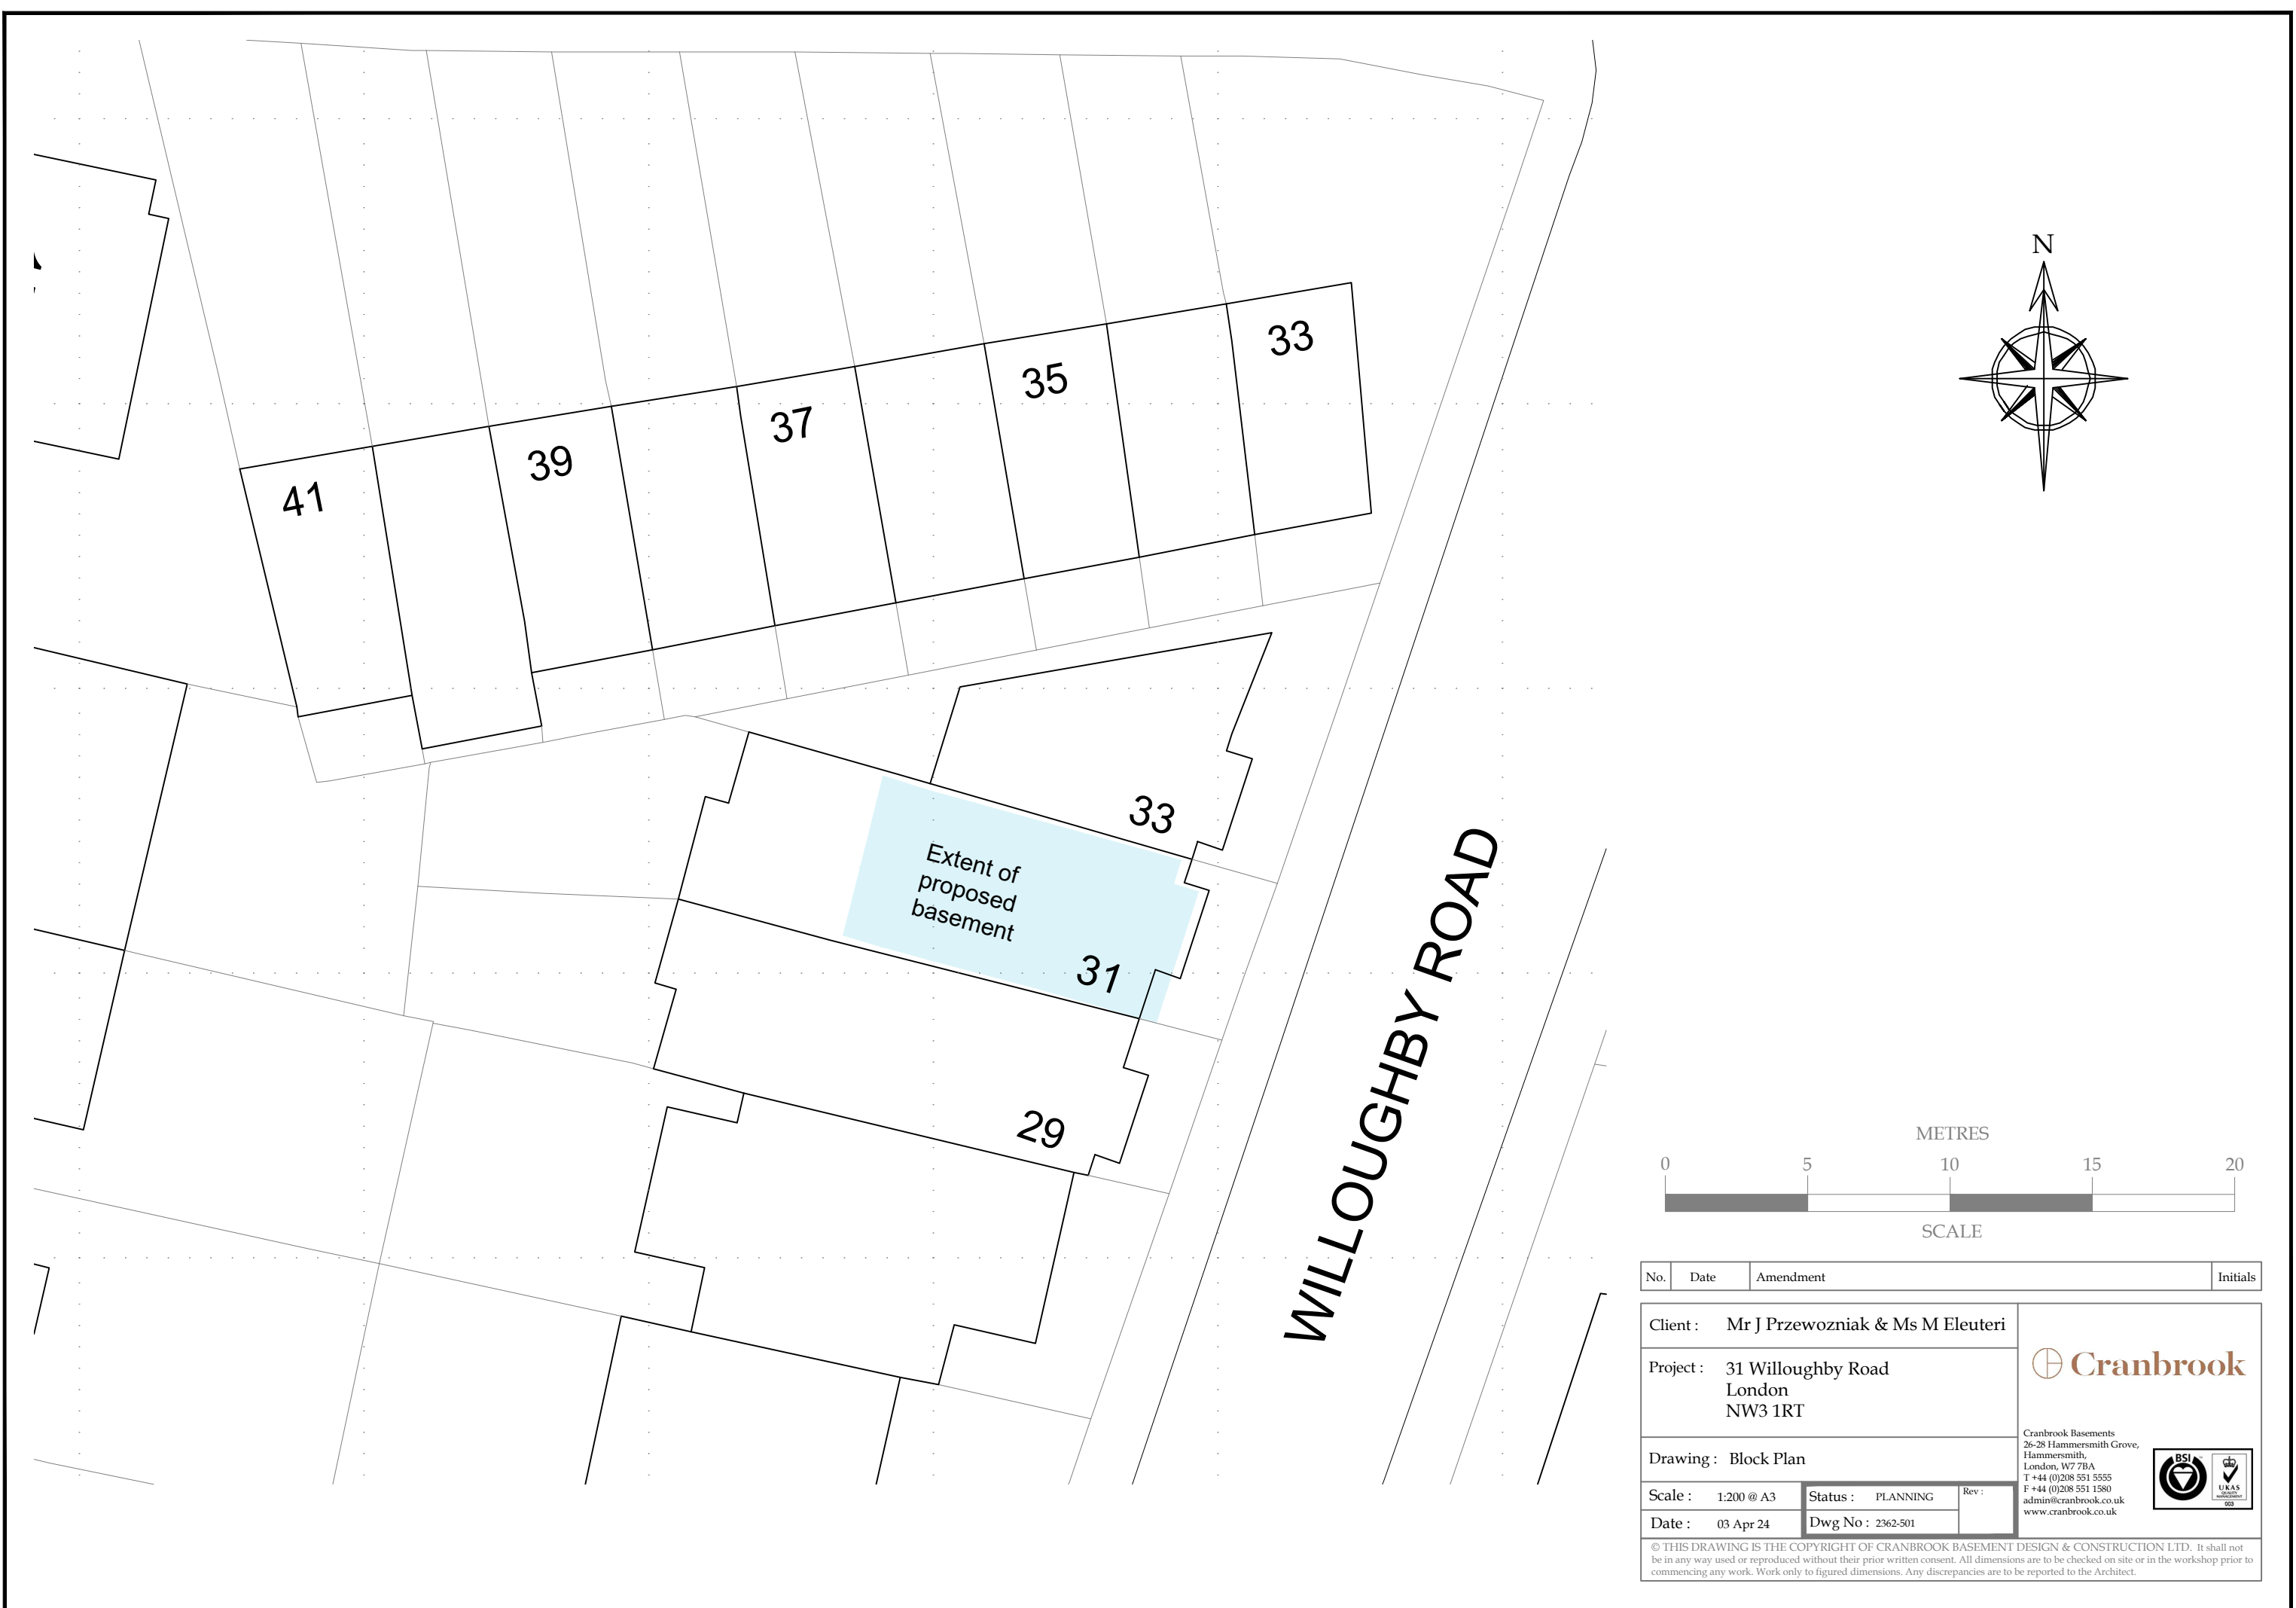 N
33
35
37
39
41
33
Extent of
proposed
basement
31
29
WILLOUGHBY ROAD
METRES
0 5 10 15 20
SCALE
No. Date Amendment Initials
Client : Mr J Przewozniak & Ms M Eleuteri
Project : 31 Willoughby Road
London
NW3 1RT
Drawing : Block Plan
Scale : 1:200 @ A3
Status : PLANNING
Rev :
Date : 03 Apr 24
Dwg No : 2362-501
Cranbrook
Cranbrook Basements
26-28 Hammersmith Grove,
Hammersmith,
London, W7 7BA
T +44 (0)208 551 5555
F +44 (0)208 551 1580
admin@cranbrook.co.uk
www.cranbrook.co.uk
BSI
UKAS
QUALITY
MANAGEMENT
003
© THIS DRAWING IS THE COPYRIGHT OF CRANBROOK BASEMENT DESIGN & CONSTRUCTION LTD. It shall not
be in any way used or reproduced without their prior written consent. All dimensions are to be checked on site or in the workshop prior to
commencing any work. Work only to figured dimensions. Any discrepancies are to be reported to the Architect.